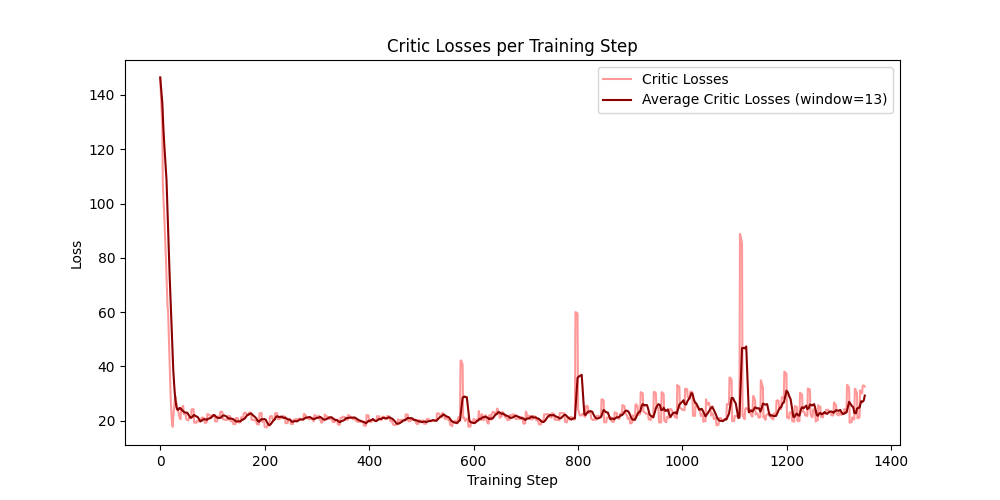 Critic Losses per Training Step
Critic Losses
Average Critic Losses (window=13)
Loss
140
120
100
80
60
40
20
0 200 400 600 800 1000 1200 1400
Training Step